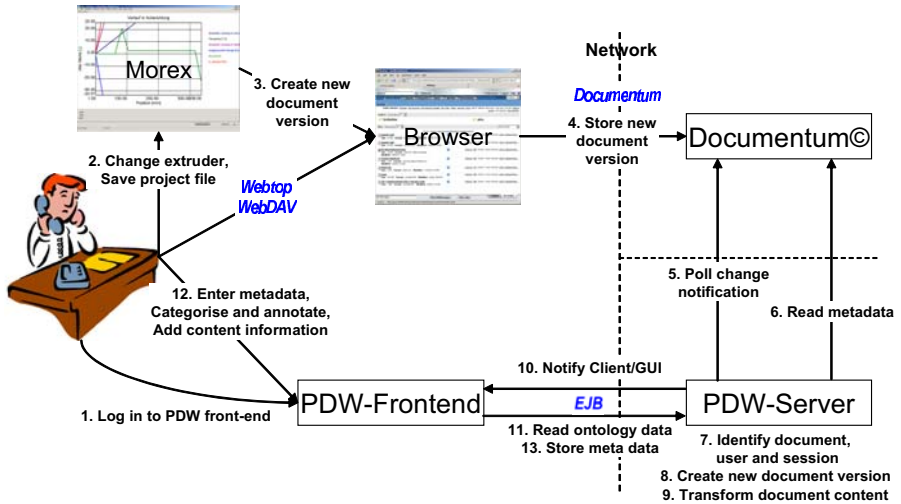 Morex
3. Create new
document
version
Browser
Network
Documentum
4. Store new
document
version
Documentum©
2. Change extruder,
Save project file
Webtop
WebDAV
5. Poll change
notification
6. Read metadata
12. Enter metadata,
Categorise and annotate,
Add content information
10. Notify Client/GUI
1. Log in to PDW front-end
PDW-Frontend
EJB
PDW-Server
11. Read ontology data
13. Store meta data
7. Identify document,
user and session
8. Create new document version
9. Transform document content